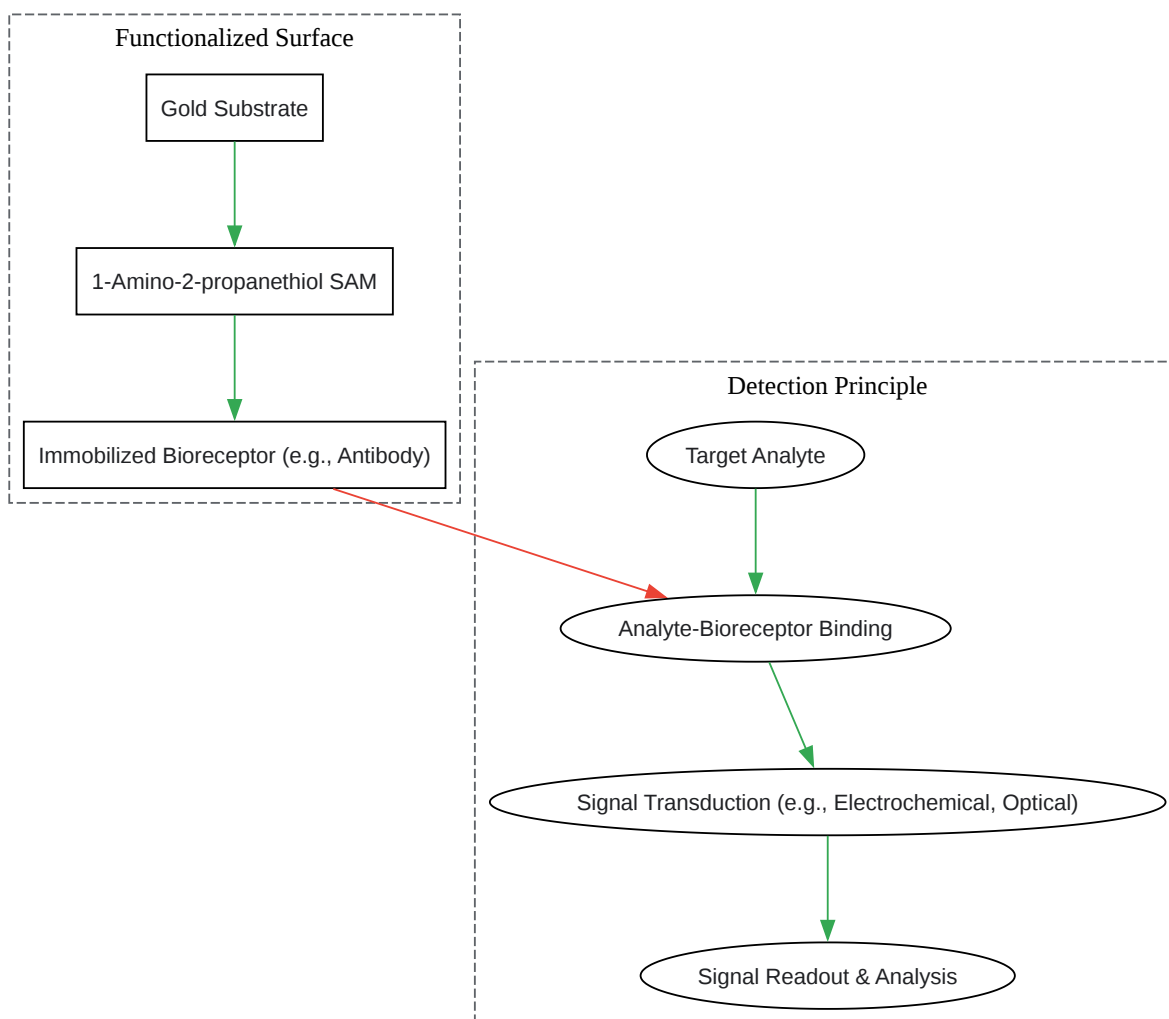 Functionalized Surface
Gold Substrate
1-Amino-2-propanethiol SAM
Immobilized Bioreceptor (e.g., Antibody)
Detection Principle
Target Analyte
Analyte-Bioreceptor Binding
Signal Transduction (e.g., Electrochemical, Optical)
Signal Readout & Analysis